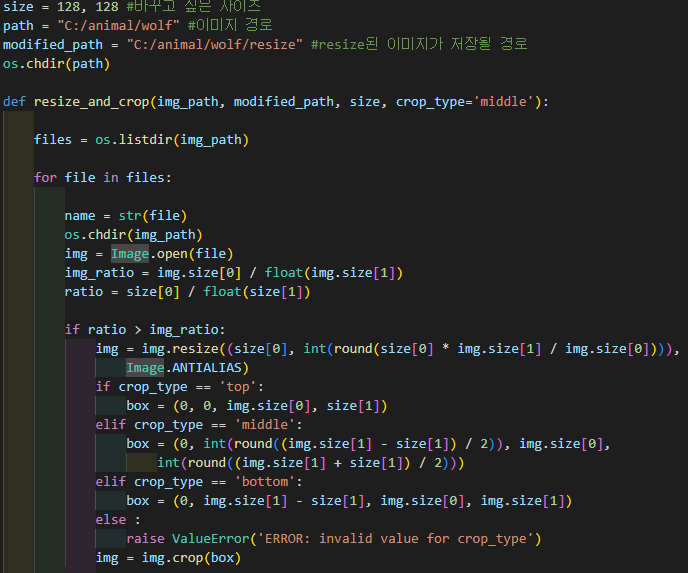 size = 128, 128 #바꾸고 싶은 사이즈
path = "C:/animal/wolf" #이미지 경로
modified_path = "C:/animal/wolf/resize" #resize된 이미지가 저장될 경로
os.chdir(path)
def resize_and_crop(img_path, modified_path, size, crop_type='middle'):
files = os.listdir(img_path)
for file in files:
name = str(file)
os.chdir(img_path)
img = Image.open(file)
img_ratio = img.size[0] / float(img.size[1])
ratio = size[0] / float(size[1])
if ratio > img_ratio:
img = img.resize((size[0], int(round(size[0] * img.size[1] / img.size[0]))),
Image.ANTIALIAS)
if crop_type == 'top':
box = (0, 0, img.size[0], size[1])
elif crop_type == 'middle':
box = (0, int(round((img.size[1] - size[1]) / 2)), img.size[0],
int(round((img.size[1] + size[1]) / 2)))
elif crop_type == 'bottom':
box = (0, img.size[1] - size[1], img.size[0], img.size[1])
else :
raise ValueError('ERROR: invalid value for crop_type')
img = img.crop(box)